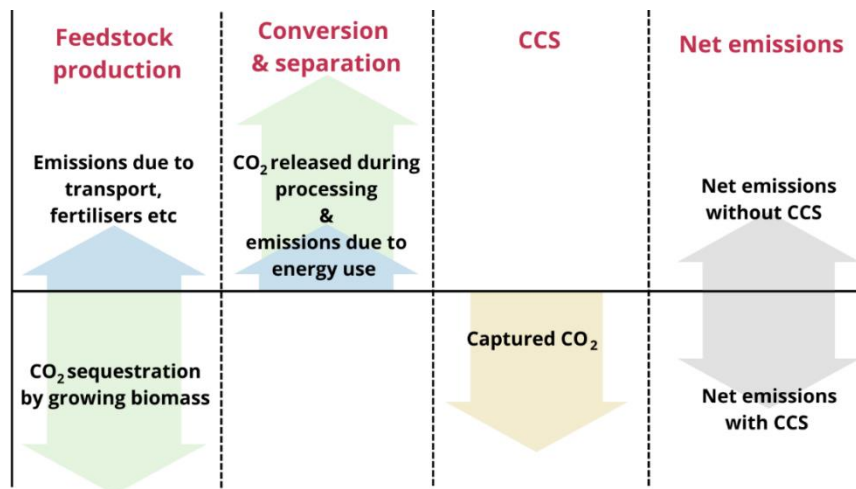 Feedstock
production
Conversion
& separation
CCS
Net emissions
Emissions due to
transport,
fertilisers etc
CO₂ released during
processing
&
emissions due to
energy use
Net emissions
without CCS
CO₂ sequestration
by growing biomass
Captured CO₂
Net emissions
with CCS